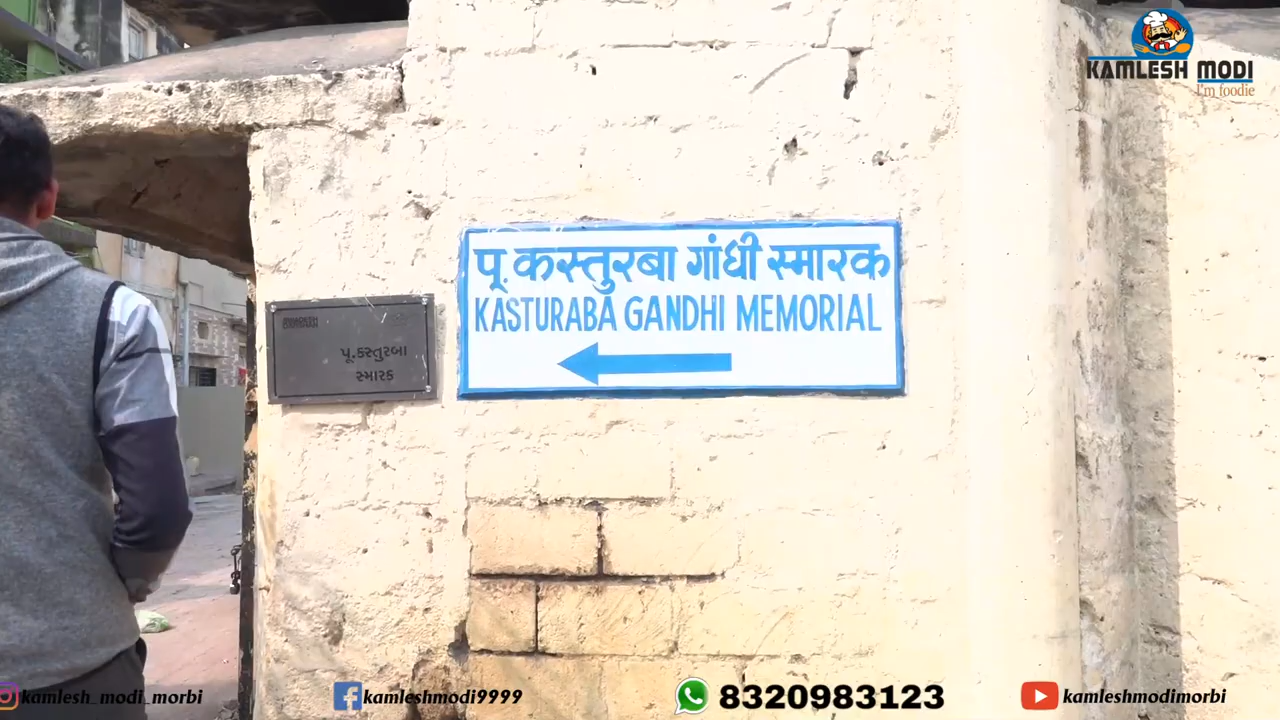 KAMLESH MODI
I'm foodie
पू. कस्तुरबा गांधी स्मारक
KASTURABA GANDHI MEMORIAL
પૂ. કસ્તુરબા
સ્મારક
kamlesh_modi_morbi
kamleshmodi9999
8320983123
kamleshmodimorbi